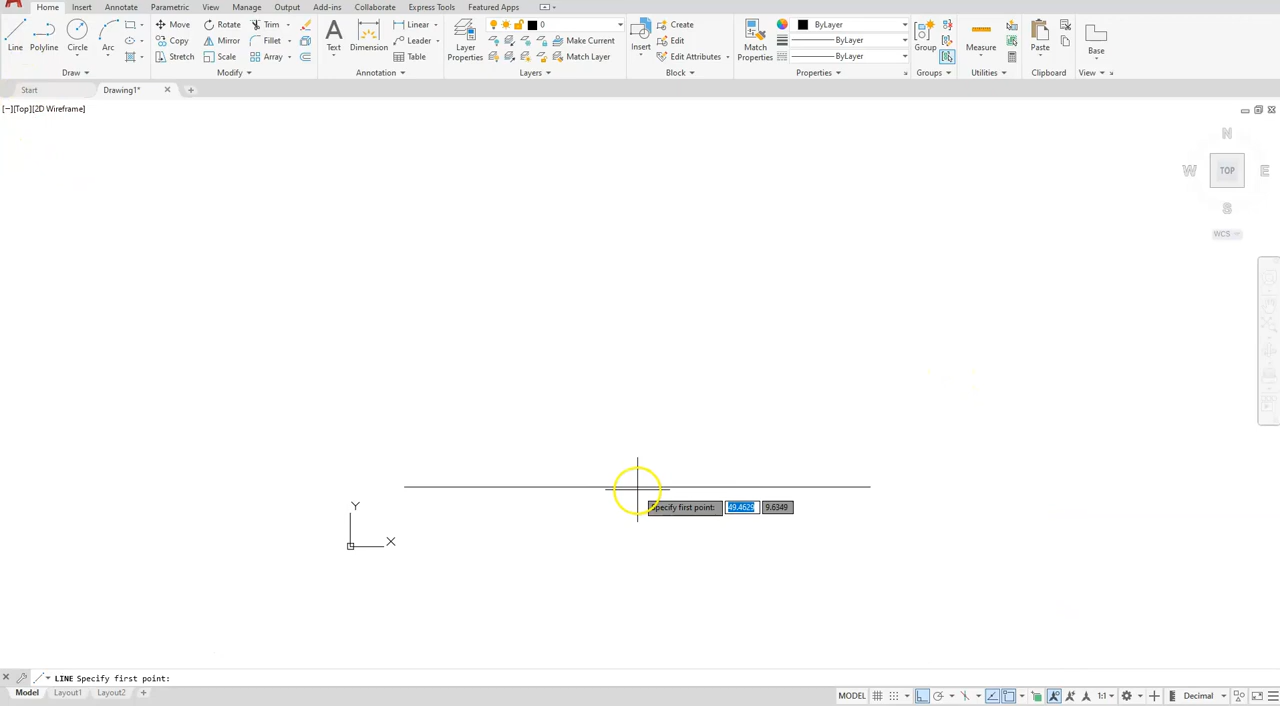 Home Insert Annotate Parametric View Manage Output Add-ins Collaborate Express Tools Featured Apps
Move Rotate Trim Linear 0 Create ByLayer
Copy Mirror Fillet Leader Make Current Edit ByLayer
Stretch Scale Array Table Match Layer Edit Attributes ByLayer
Line Polyline Circle Arc Text Dimension Layer Properties Insert Match Properties Group Measure Paste Base
Draw Modify Annotation Layers Block Properties Groups Utilities Clipboard View
Start Drawing1*
[−][Top][2D Wireframe]
N
W TOP E
S
WCS
Specify first point: 49.4629 9.6349
Y
X
LINE Specify first point:
Model Layout1 Layout2 MODEL 1:1 Decimal